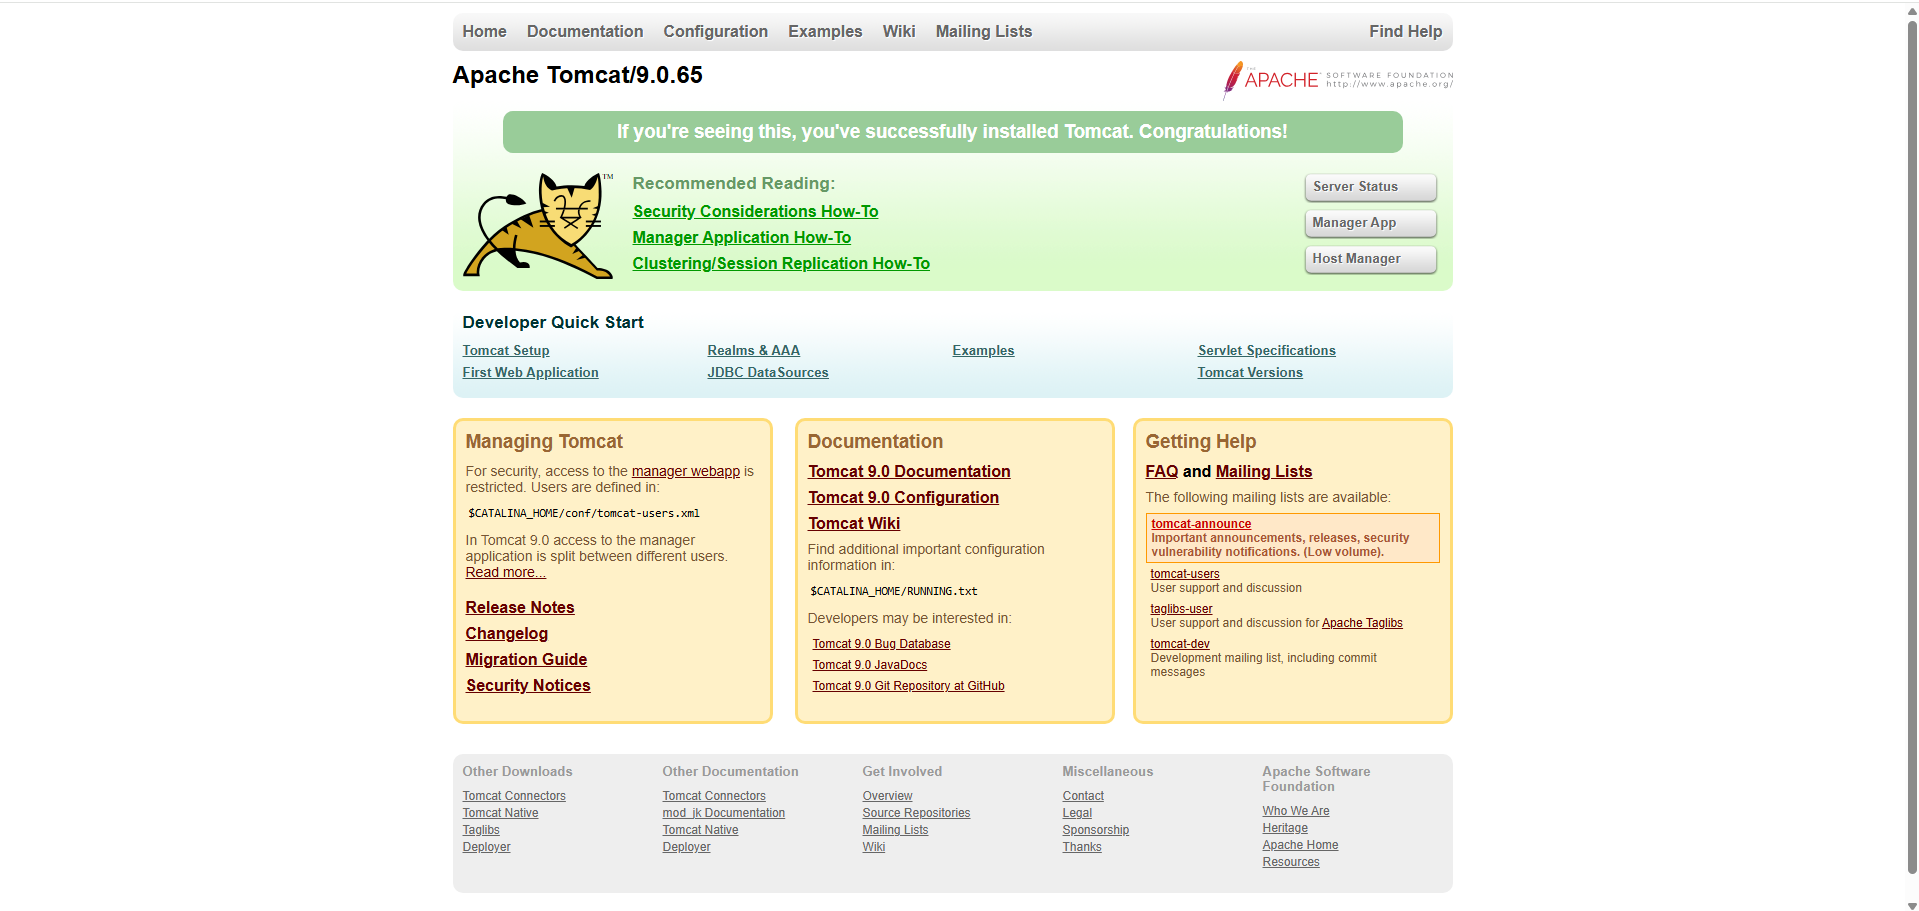 Home Documentation Configuration Examples Wiki Mailing Lists Find Help
Apache Tomcat/9.0.65
THE APACHE SOFTWARE FOUNDATION
http://www.apache.org/
If you're seeing this, you've successfully installed Tomcat. Congratulations!
TM
Recommended Reading:
Security Considerations How-To
Manager Application How-To
Clustering/Session Replication How-To
Server Status
Manager App
Host Manager
Developer Quick Start
Tomcat Setup
First Web Application
Realms & AAA
JDBC DataSources
Examples
Servlet Specifications
Tomcat Versions
Managing Tomcat
For security, access to the manager webapp is
restricted. Users are defined in:
$CATALINA_HOME/conf/tomcat-users.xml
In Tomcat 9.0 access to the manager
application is split between different users.
Read more...
Release Notes
Changelog
Migration Guide
Security Notices
Documentation
Tomcat 9.0 Documentation
Tomcat 9.0 Configuration
Tomcat Wiki
Find additional important configuration
information in:
$CATALINA_HOME/RUNNING.txt
Developers may be interested in:
Tomcat 9.0 Bug Database
Tomcat 9.0 JavaDocs
Tomcat 9.0 Git Repository at GitHub
Getting Help
FAQ and Mailing Lists
The following mailing lists are available:
tomcat-announce
Important announcements, releases, security
vulnerability notifications. (Low volume).
tomcat-users
User support and discussion
taglibs-user
User support and discussion for Apache Taglibs
tomcat-dev
Development mailing list, including commit
messages
Other Downloads
Tomcat Connectors
Tomcat Native
Taglibs
Deployer
Other Documentation
Tomcat Connectors
mod_jk Documentation
Tomcat Native
Deployer
Get Involved
Overview
Source Repositories
Mailing Lists
Wiki
Miscellaneous
Contact
Legal
Sponsorship
Thanks
Apache Software
Foundation
Who We Are
Heritage
Apache Home
Resources